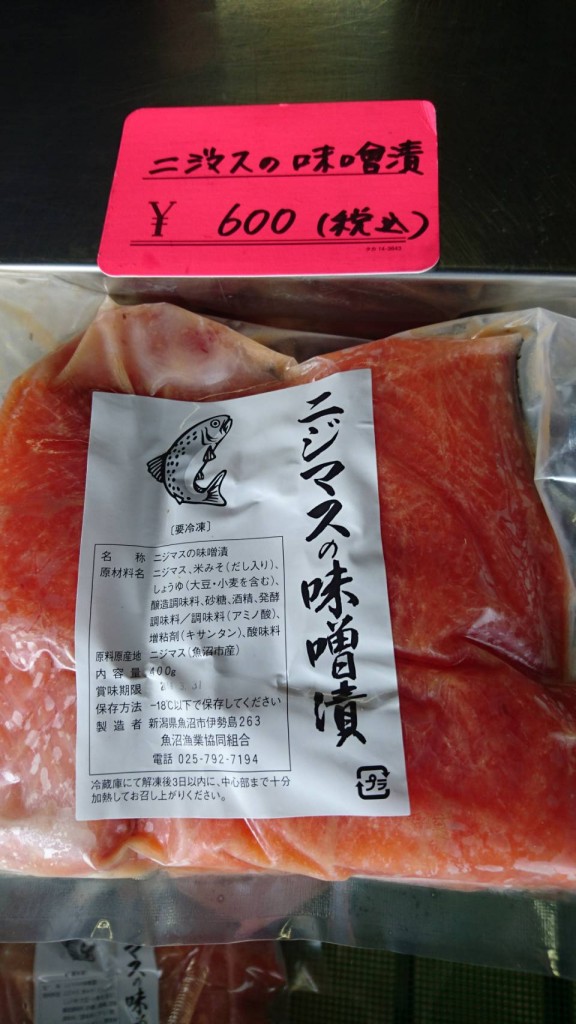 ニジマスの味噌漬
¥ 600 (税込)
ニジマスの味噌漬
[要冷凍]
名 称 ニジマスの味噌漬
原材料名 ニジマス、米みそ(だし入り)、
しょうゆ(大豆・小麦を含む)、
醸造調味料、砂糖、酒精、発酵
調味料/調味料(アミノ酸)、
増粘剤(キサンタン)、酸味料
原料原産地 ニジマス(魚沼市産)
内容量 400g
賞味期限
保存方法 -18℃以下で保存してください
製造者 新潟県魚沼市伊勢島263
魚沼漁業協同組合
電話 025-792-7194
冷蔵庫にて解凍後3日以内に、中心部まで十分
加熱してお召し上がりください。
プラ
ニジマスの味